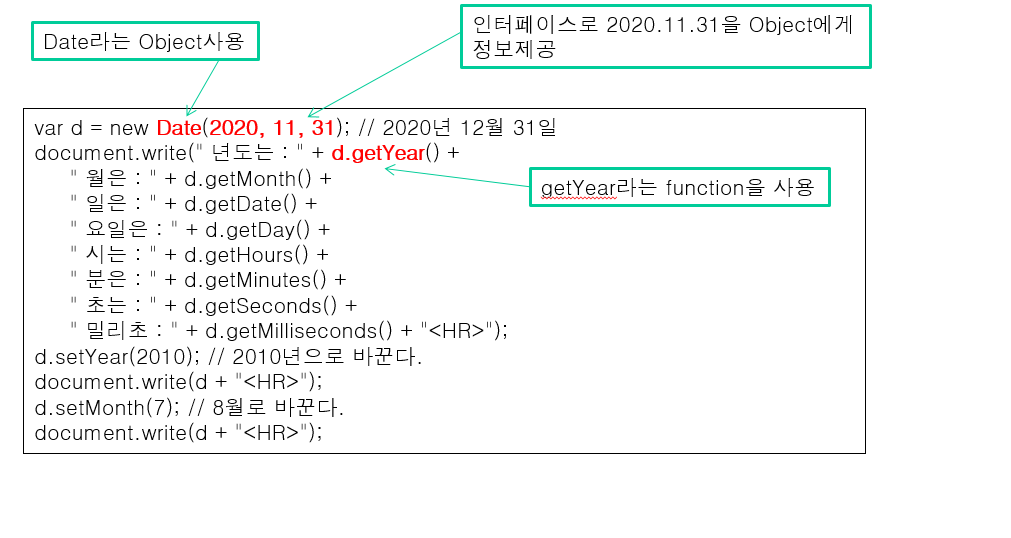 Date라는 Object사용
인터페이스로 2020.11.31을 Object에게
정보제공
var d = new Date(2020, 11, 31); // 2020년 12월 31일
document.write(" 년도는 : " + d.getYear() +
" 월은 : " + d.getMonth() +
" 일은 : " + d.getDate() +
" 요일은 : " + d.getDay() +
" 시는 : " + d.getHours() +
" 분은 : " + d.getMinutes() +
" 초는 : " + d.getSeconds() +
" 밀리초 : " + d.getMilliseconds() + "<HR>");
d.setYear(2010); // 2010년으로 바꾼다.
document.write(d + "<HR>");
d.setMonth(7); // 8월로 바꾼다.
document.write(d + "<HR>");
getYear라는 function을 사용